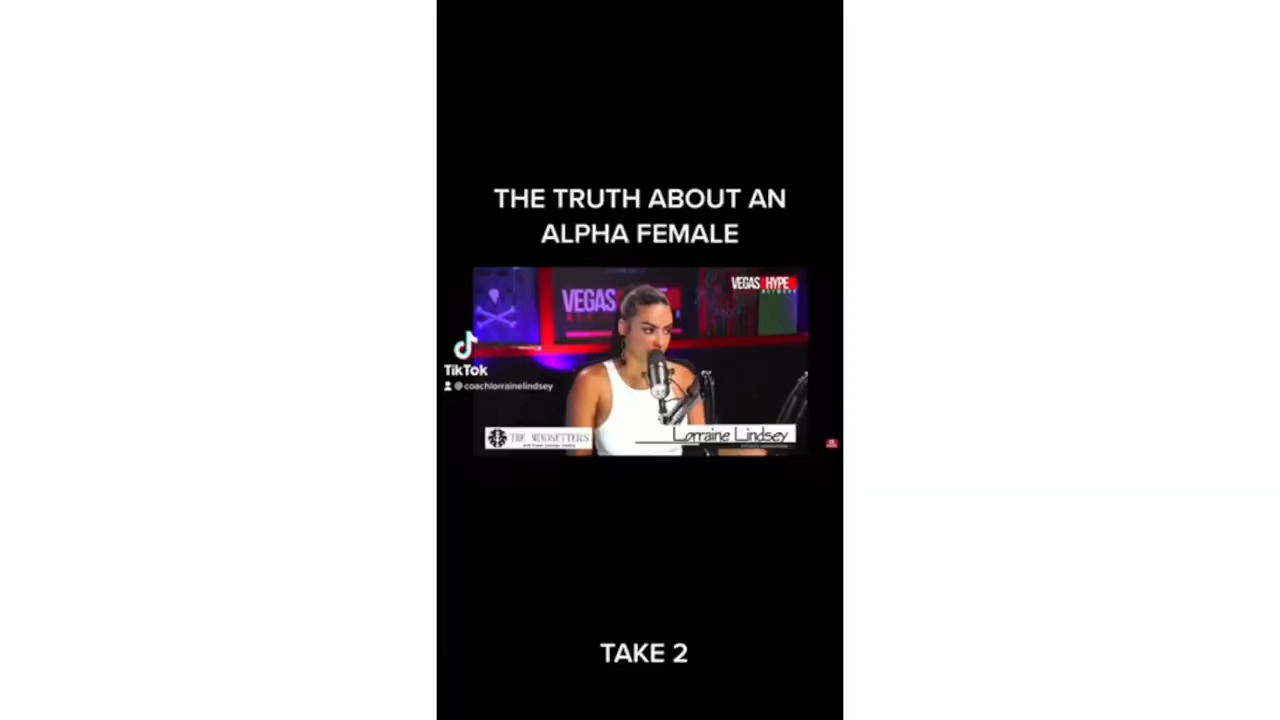 THE TRUTH ABOUT AN
ALPHA FEMALE
VEGAS HYPE
VEGAS
TikTok
@coachlorrainelindsey
THE MINDSETTERS
Lorraine Lindsey
TAKE 2